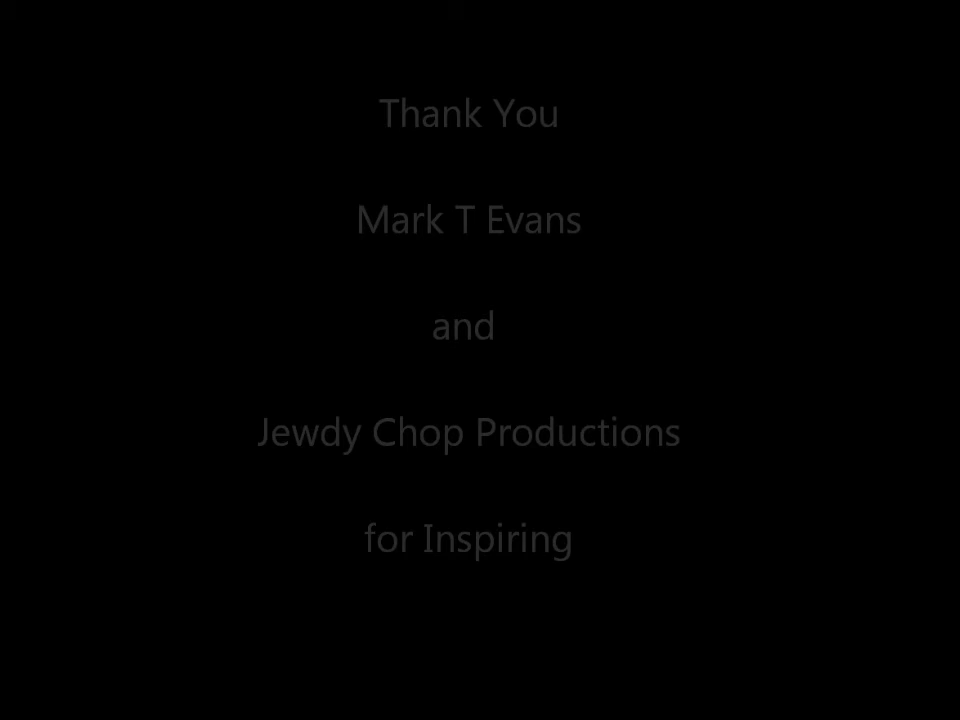 Thank You
Mark T Evans
and
Jewdy Chop Productions
for Inspiring